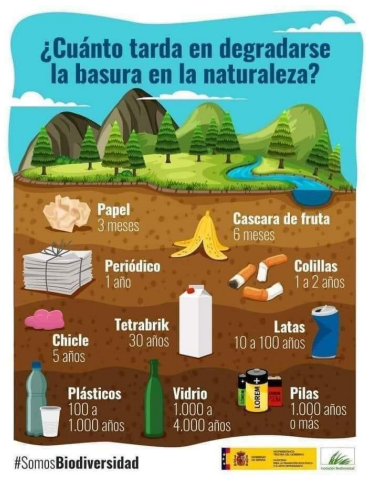 ¿Cuánto tarda en degradarse
la basura en la naturaleza?
Papel
3 meses
Cascara de fruta
6 meses
Periódico
1 año
Colillas
1 a 2 años
Chicle
5 años
Tetrabrik
30 años
Latas
10 a 100 años
Plásticos
100 a
1.000 años
Vidrio
1.000 a
4.000 años
LOREM
Pilas
1.000 años
o más
#SomosBiodiversidad